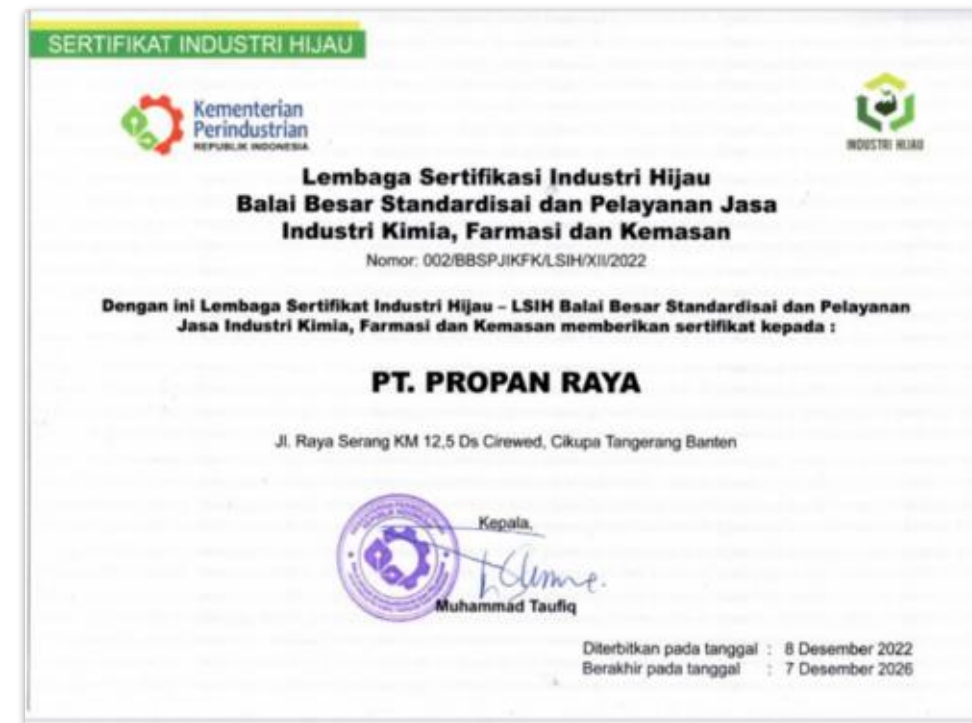 SERTIFIKAT INDUSTRI HIJAU
Kementerian
Perindustrian
REPUBLIK INDONESIA
INDUSTRI HIJAU
Lembaga Sertifikasi Industri Hijau
Balai Besar Standardisai dan Pelayanan Jasa
Industri Kimia, Farmasi dan Kemasan
Nomor: 002/BBSPJIKFK/LSIH/XII/2022
Dengan ini Lembaga Sertifikat Industri Hijau – LSIH Balai Besar Standardisai dan Pelayanan
Jasa Industri Kimia, Farmasi dan Kemasan memberikan sertifikat kepada :
PT. PROPAN RAYA
Jl. Raya Serang KM 12,5 Ds Cirewed, Cikupa Tangerang Banten
Kepala,
Muhammad Taufiq
Diterbitkan pada tanggal : 8 Desember 2022
Berakhir pada tanggal : 7 Desember 2026